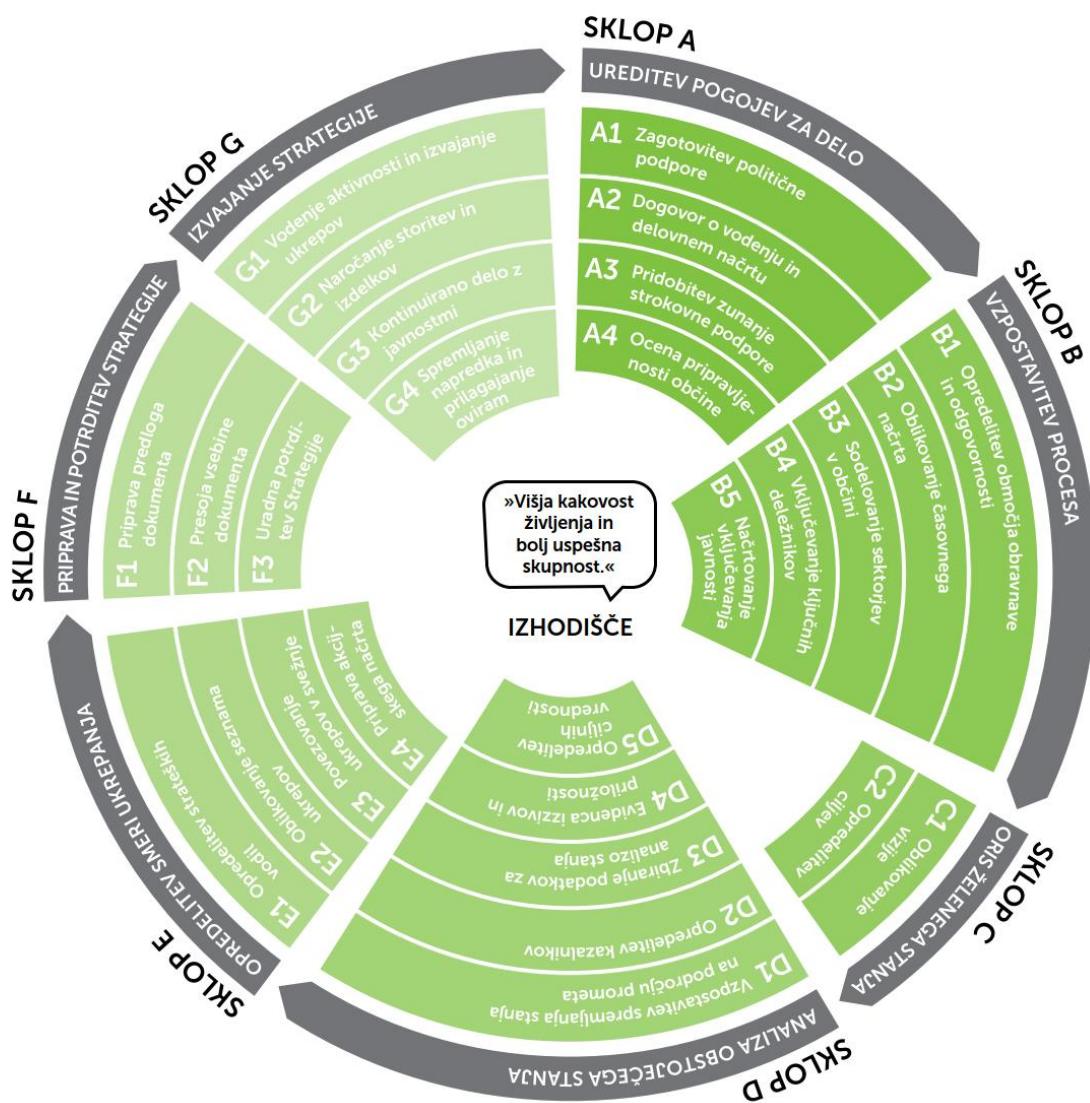 SKLOP A
UREDITEV POGOJEV ZA DELO
A1 Zagotovitev politične
podpore
A2 Dogovor o vodenju in
delovnem načrtu
A3 Pridobitev zunanje
strokovne podpore
A4 Ocena pripravlje-
nosti občine
SKLOP B
VZPOSTAVITEV PROCESA
B1 Opredelitev območja obravnave
in odgovornosti
B2 Oblikovanje časovnega
načrta
B3 Sodelovanje sektorjev
v občini
B4 Vključevanje ključnih
deležnikov
B5 Načrtovanje
vključevanja
javnosti
SKLOP C
ORIS ŽELENEGA STANJA
C1 Oblikovanje
vizije
C2 Opredelitev
ciljev
SKLOP D
ANALIZA OBSTOJEČEGA STANJA
D1 Vzpostavitev spremljanja stanja
na področju prometa
D2 Opredelitev kazalnikov
D3 Zbiranje podatkov za
analizo stanja
D4 Evidenca izzivov in
priložnosti
D5 Opredelitev
ciljnih
vrednosti
SKLOP E
OPREDELITEV SMERI UKREPANJA
E1 Opredelitev strateških
vodil
E2 Oblikovanje seznama
ukrepov
E3 Povezovanje
ukrepov v svežnje
E4 Priprava akcij-
skega načrta
SKLOP F
PRIPRAVA IN POTRDITEV STRATEGIJE
F1 Priprava predloga
dokumenta
F2 Presoja vsebine
dokumenta
F3 Uradna potrdi-
tev Strategije
SKLOP G
IZVAJANJE STRATEGIJE
G1 Vodenje aktivnosti in izvajanje
ukrepov
G2 Naročanje storitev in
izdelkov
G3 Kontinuirano delo z
javnostmi
G4 Spremljanje
napredka in
prilagajanje
oviram
»Višja kakovost
življenja in
bolj uspešna
skupnost.«
IZHODIŠČE